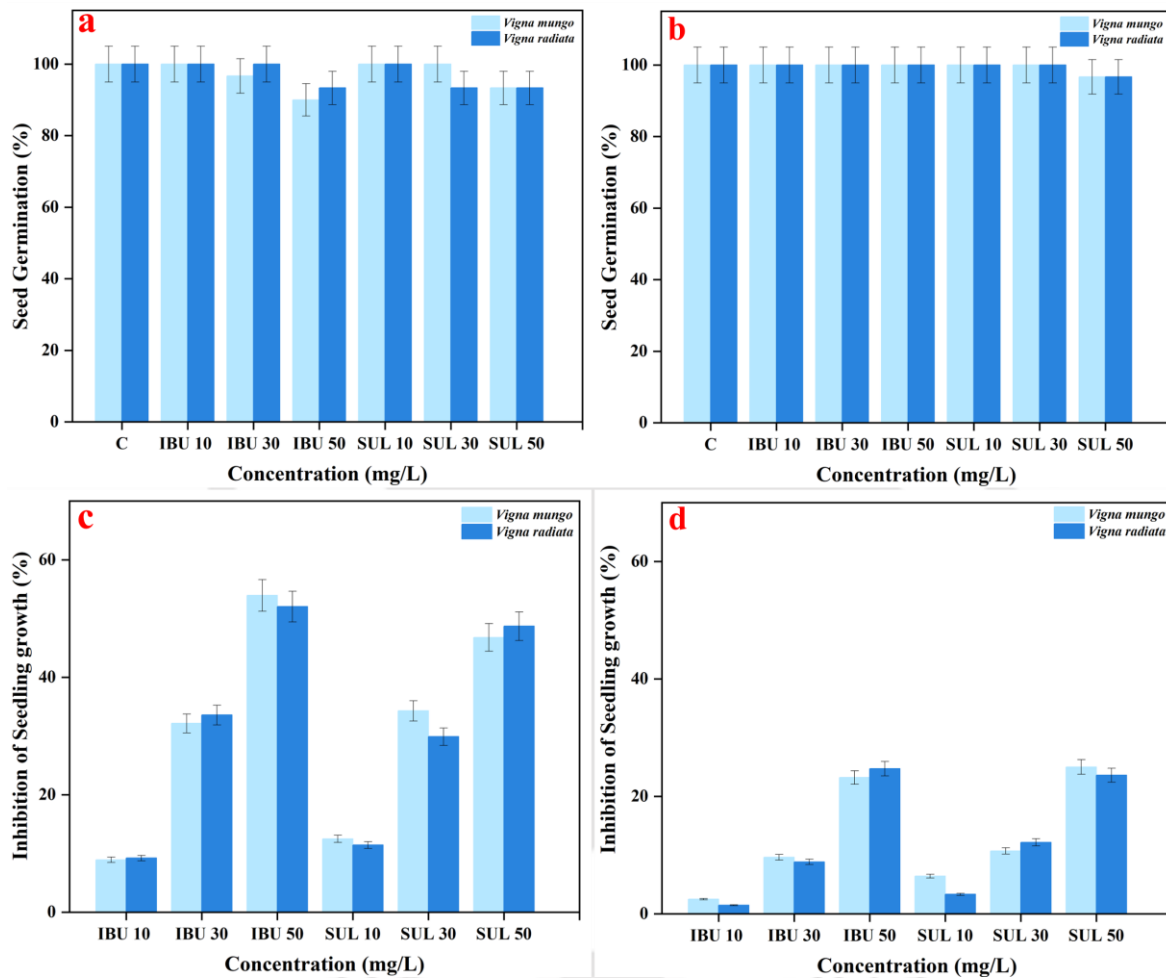 a
Vigna mungo
Vigna radiata
Seed Germination (%)
100
80
60
40
20
0
C IBU 10 IBU 30 IBU 50 SUL 10 SUL 30 SUL 50
Concentration (mg/L)
b
Vigna mungo
Vigna radiata
Seed Germination (%)
100
80
60
40
20
0
C IBU 10 IBU 30 IBU 50 SUL 10 SUL 30 SUL 50
Concentration (mg/L)
c
Vigna mungo
Vigna radiata
Inhibition of Seedling growth (%)
60
40
20
0
IBU 10 IBU 30 IBU 50 SUL 10 SUL 30 SUL 50
Concentration (mg/L)
d
Vigna mungo
Vigna radiata
Inhibition of Seedling growth (%)
60
40
20
0
IBU 10 IBU 30 IBU 50 SUL 10 SUL 30 SUL 50
Concentration (mg/L)